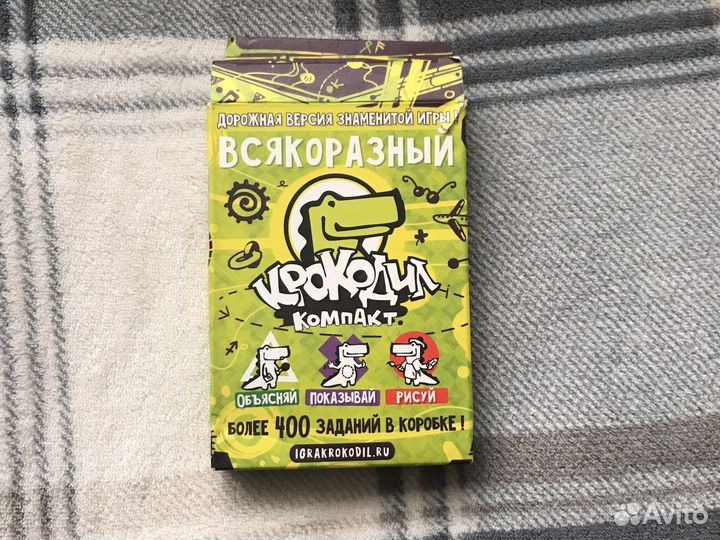 ДОРОЖНАЯ ВЕРСИЯ ЗНАМЕНИТОЙ ИГРЫ!
ВСЯКОРАЗНЫЙ
КРОКОДИЛ
КОМПАКТ
ОБЪЯСНЯЙ ПОКАЗЫВАЙ РИСУЙ
БОЛЕЕ 400 ЗАДАНИЙ В КОРОБКЕ!
IGRAKROKODIL.RU
Avito